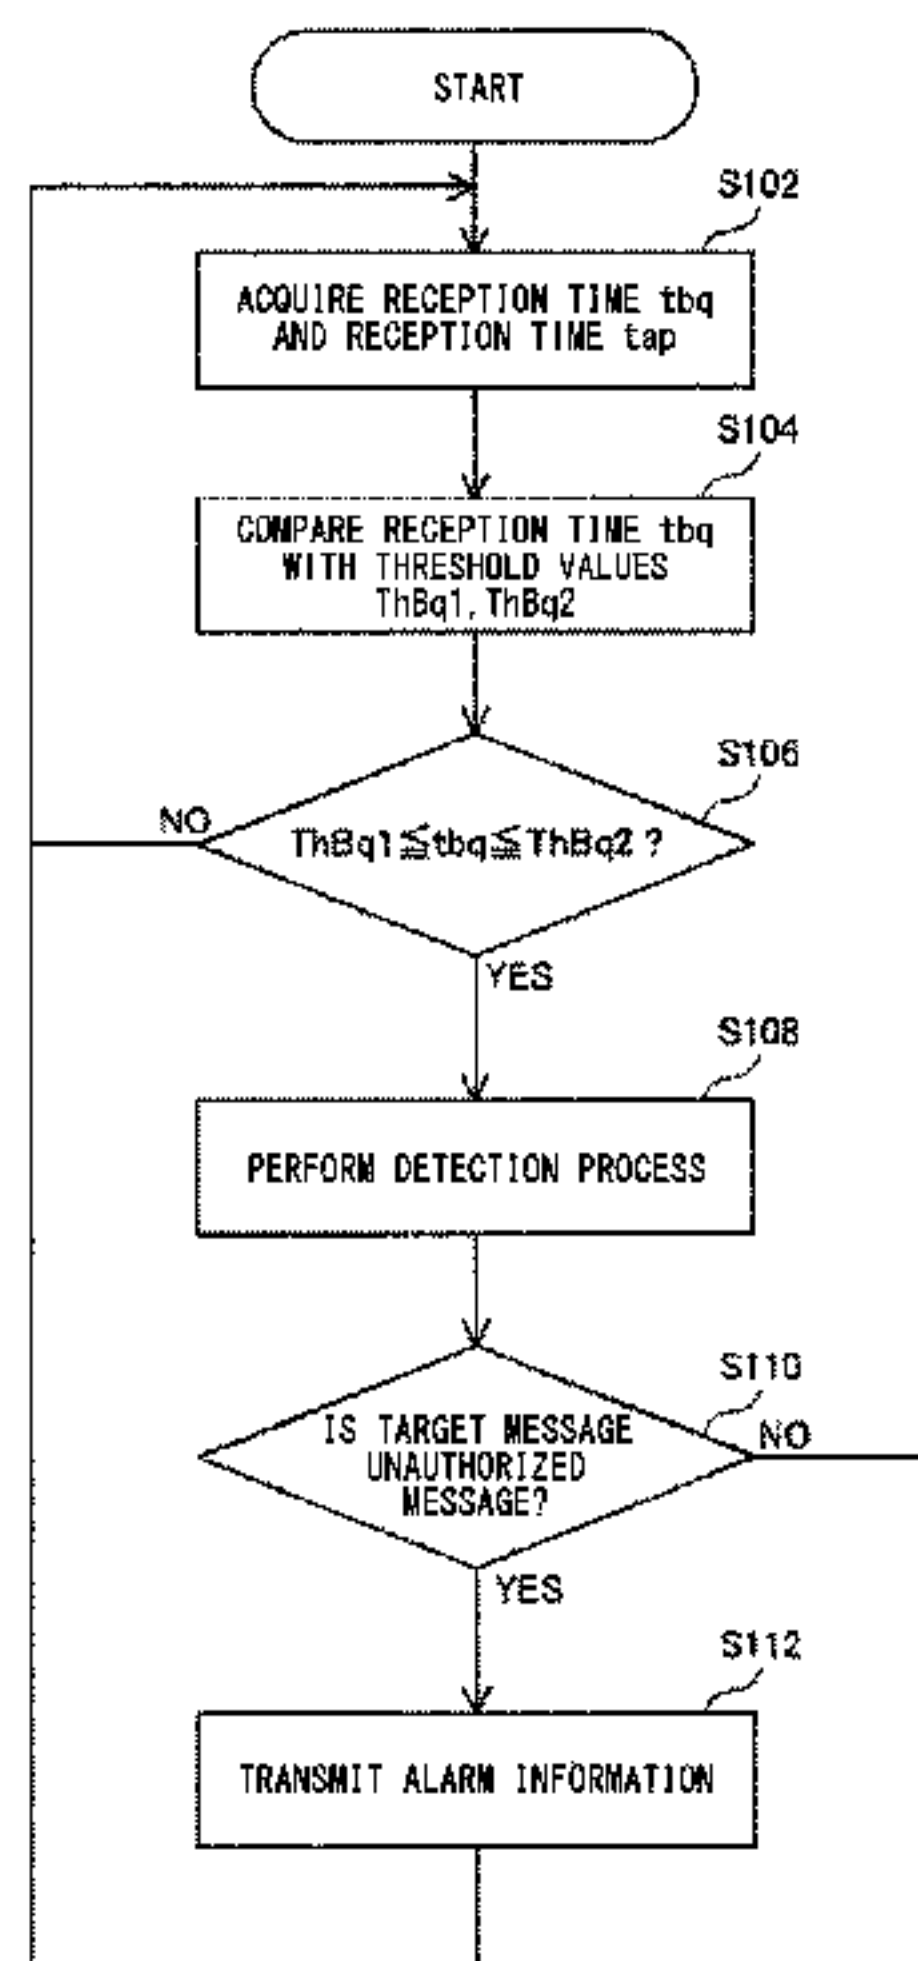 START
S102
ACQUIRE RECEPTION TIME tbq
AND RECEPTION TIME tap
S104
COMPARE RECEPTION TIME tbq
WITH THRESHOLD VALUES
ThBq1, ThBq2
S106
NO
ThBq1≦tbq≦ThBq2 ?
YES
S108
PERFORM DETECTION PROCESS
S110
IS TARGET MESSAGE
UNAUTHORIZED
MESSAGE?
NO
YES
S112
TRANSMIT ALARM INFORMATION